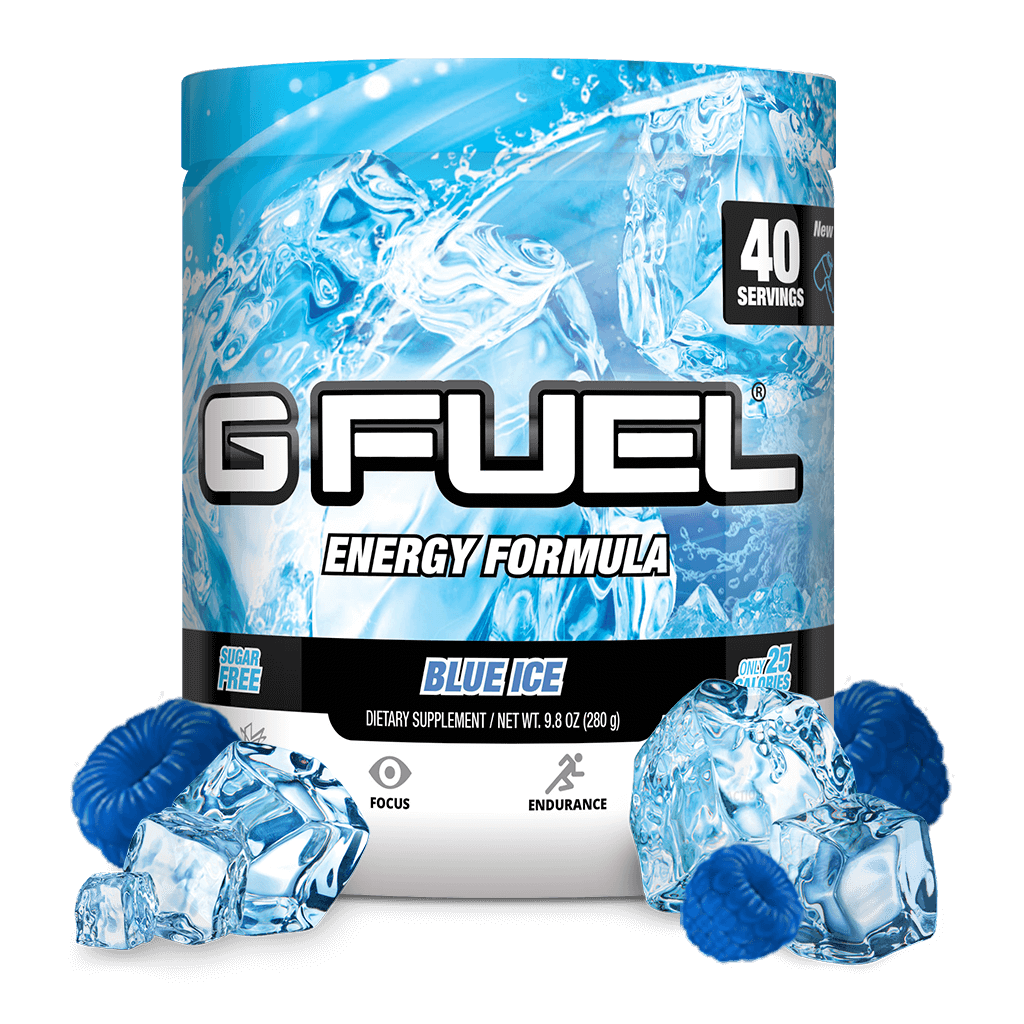 40
SERVINGS
New
G FUEL®
ENERGY FORMULA
SUGAR
FREE
BLUE ICE
ONLY 25
CALORIES
DIETARY SUPPLEMENT / NET WT. 9.8 OZ (280 g)
FOCUS
ENDURANCE